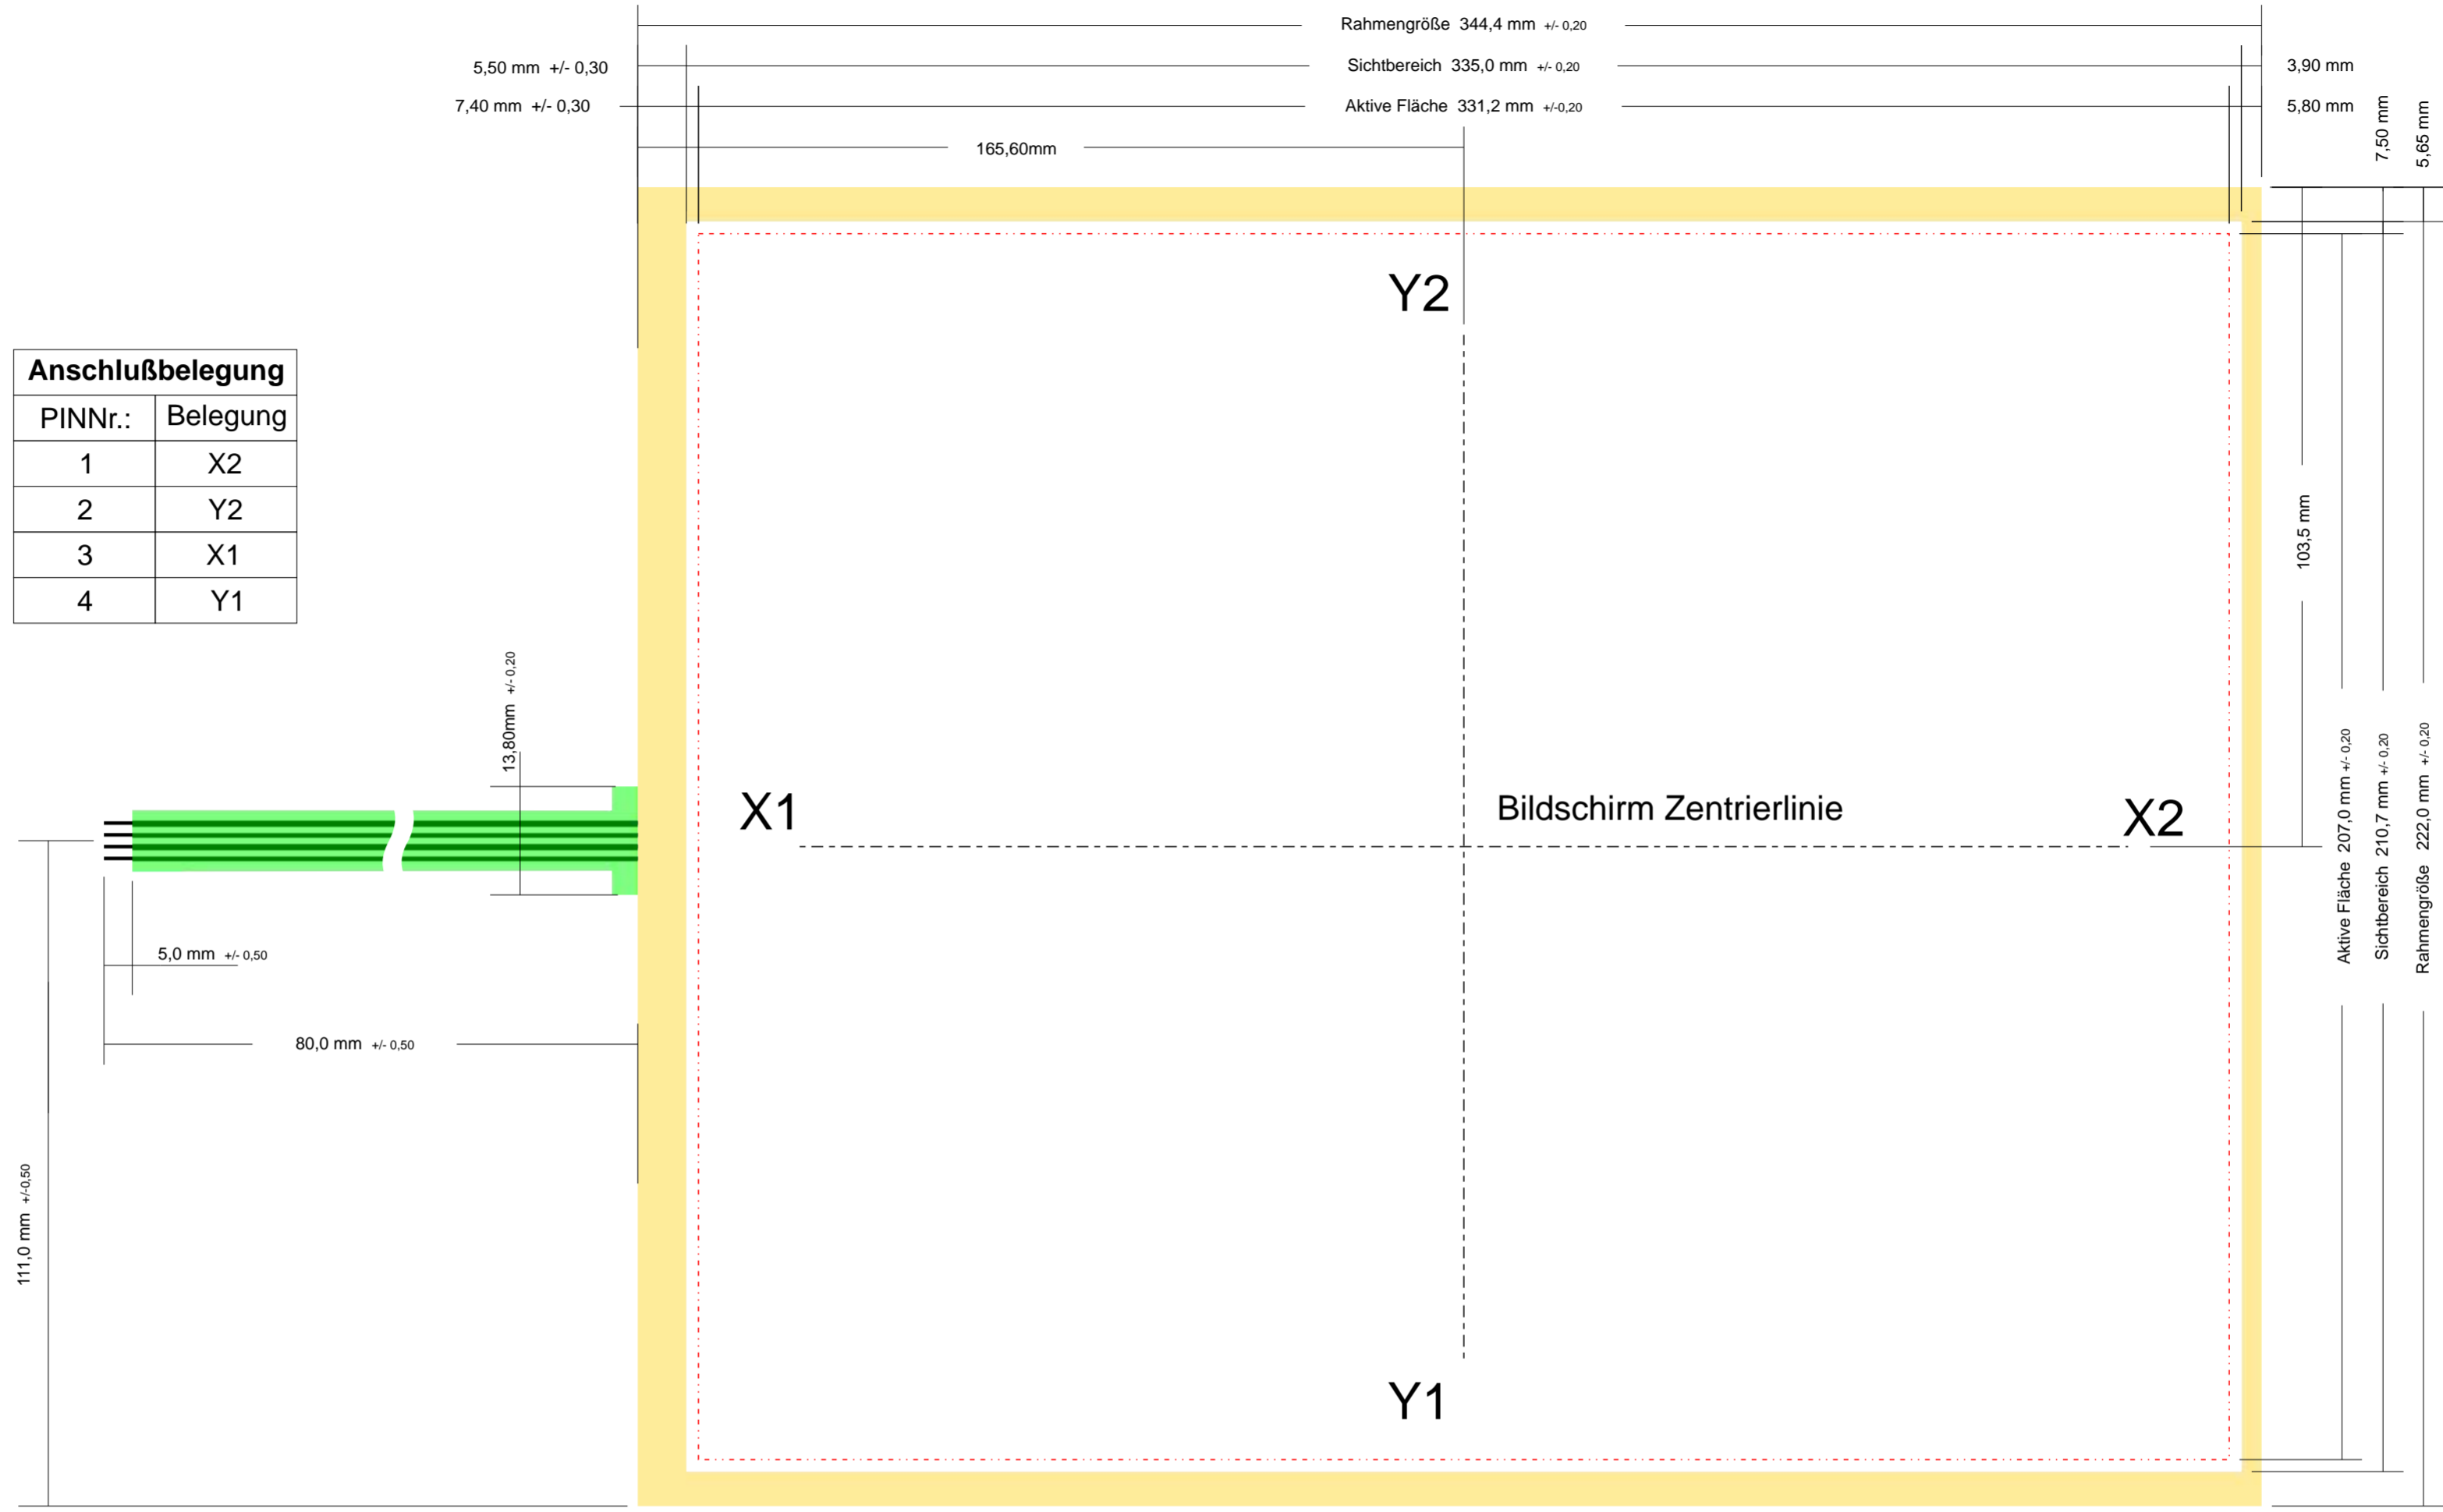 Rahmengröße 344,4 mm +/- 0,20
5,50 mm +/- 0,30
Sichtbereich 335,0 mm +/- 0,20
3,90 mm
7,40 mm +/- 0,30
Aktive Fläche 331,2 mm +/-0,20
5,80 mm
7,50 mm
5,65 mm
165,60mm
Y2
Anschlußbelegung
PINNr.: Belegung
1 X2
2 Y2
3 X1
4 Y1
103,5 mm
13,80mm +/- 0,20
X1
Bildschirm Zentrierlinie
X2
Aktive Fläche 207,0 mm +/- 0,20
Sichtbereich 210,7 mm +/- 0,20
Rahmengröße 222,0 mm +/- 0,20
5,0 mm +/- 0,50
80,0 mm +/- 0,50
111,0 mm +/-0,50
Y1